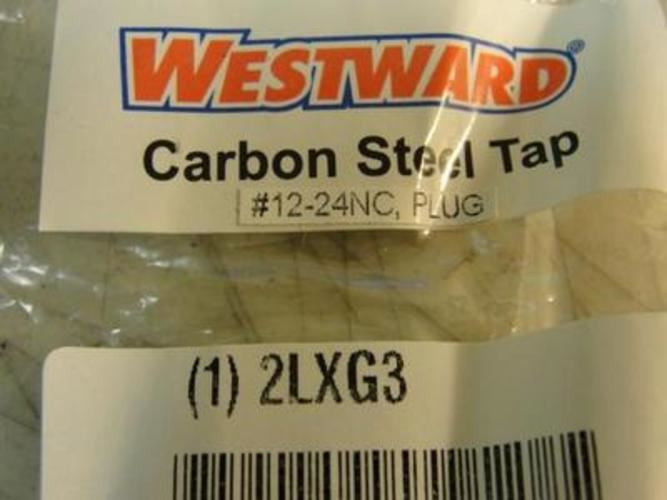 WESTWARD®
Carbon Steel Tap
#12-24NC, PLUG
(1) 2LXG3